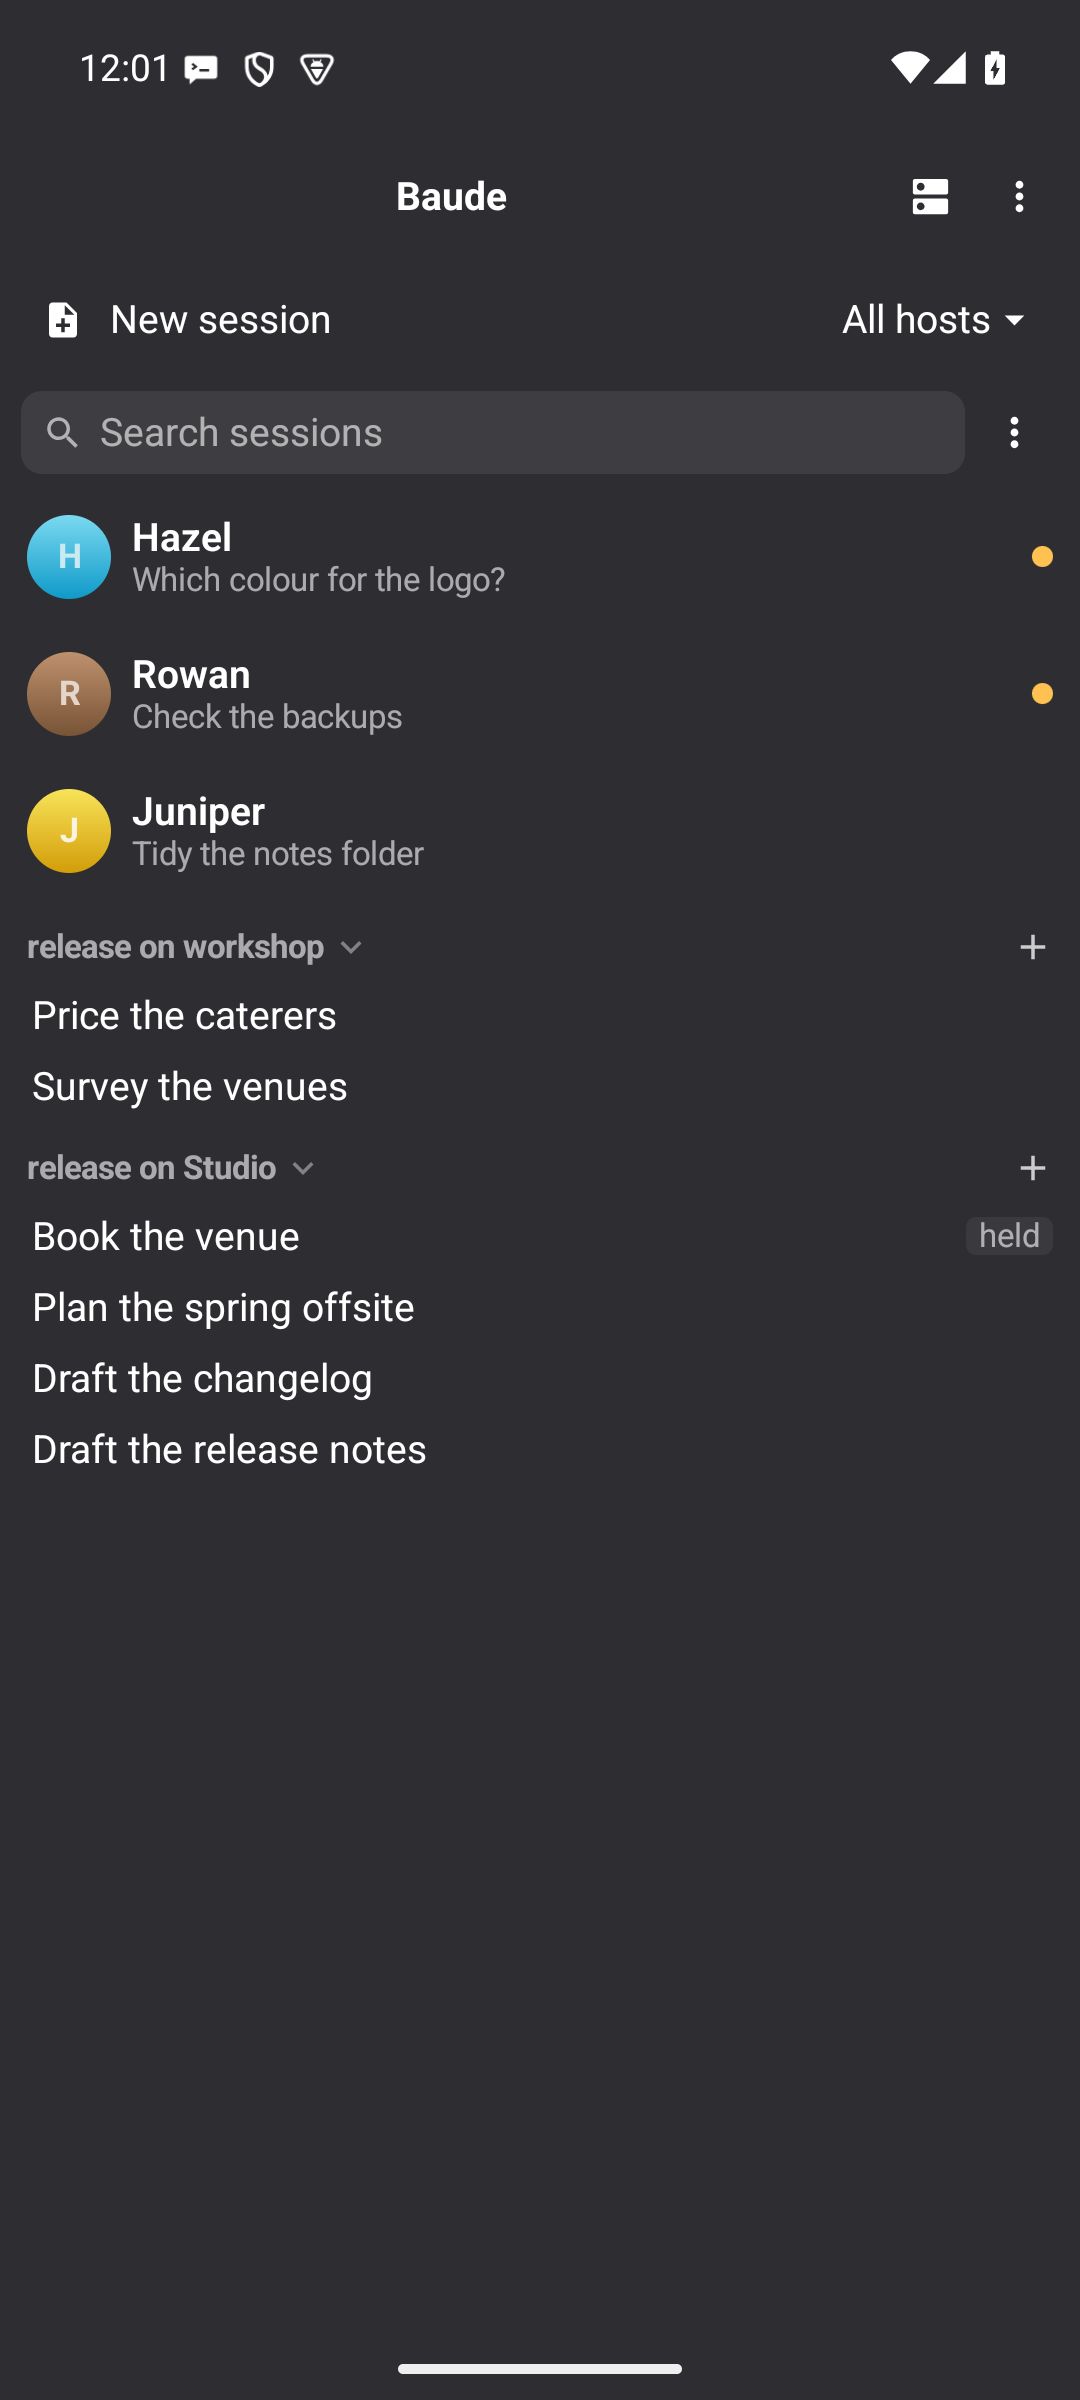 12:01
Baude
New session
All hosts
Search sessions
H
Hazel
Which colour for the logo?
R
Rowan
Check the backups
J
Juniper
Tidy the notes folder
release on workshop
Price the caterers
Survey the venues
release on Studio
Book the venue
held
Plan the spring offsite
Draft the changelog
Draft the release notes